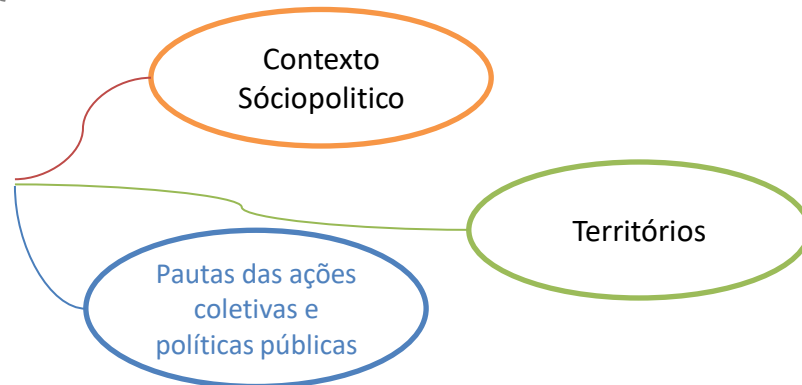 Contexto
Sóciopolitico
Territórios
Pautas das ações
coletivas e
políticas públicas